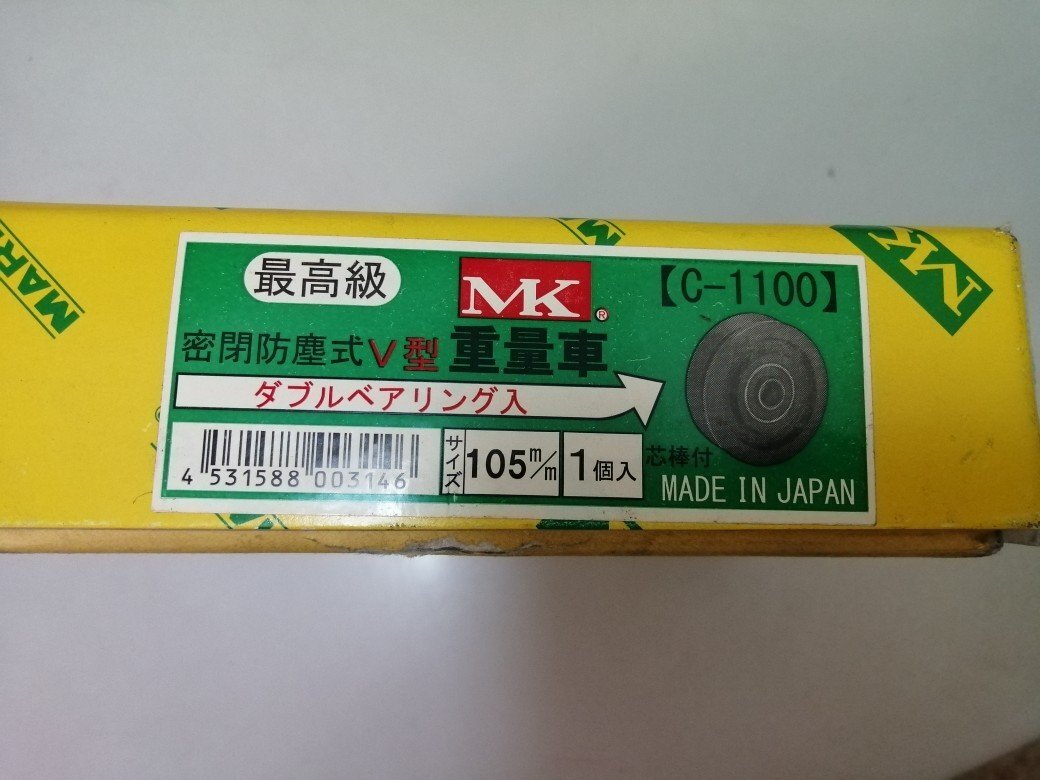 最高級
MK®
【C-1100】
密閉防塵式V型 重量車
ダブルベアリング入
4 531588 003146
サイズ
105m/m
1個入
芯棒付
MADE IN JAPAN
MAR
M
MK